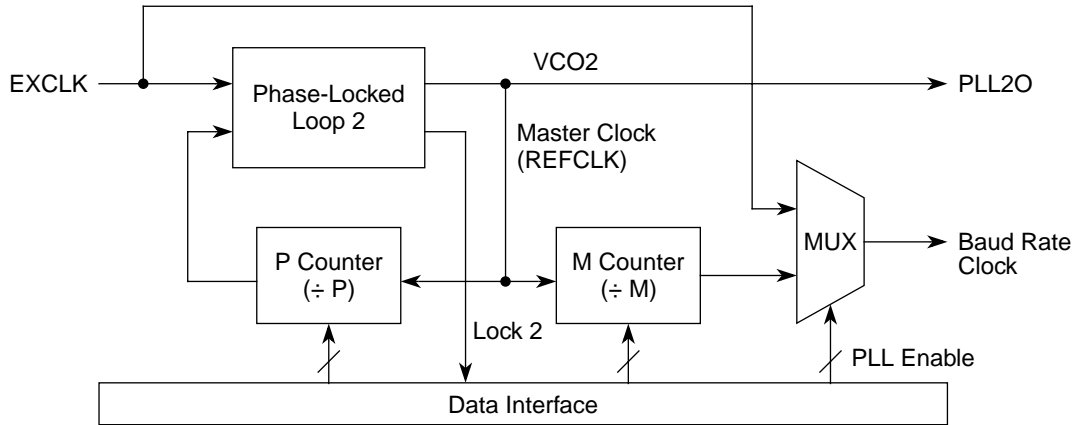 VCO2
EXCLK
PLL2O
Phase-Locked
Loop 2
Master Clock
(REFCLK)
MUX
Baud Rate
Clock
P Counter
(÷ P)
M Counter
(÷ M)
Lock 2
PLL Enable
Data Interface